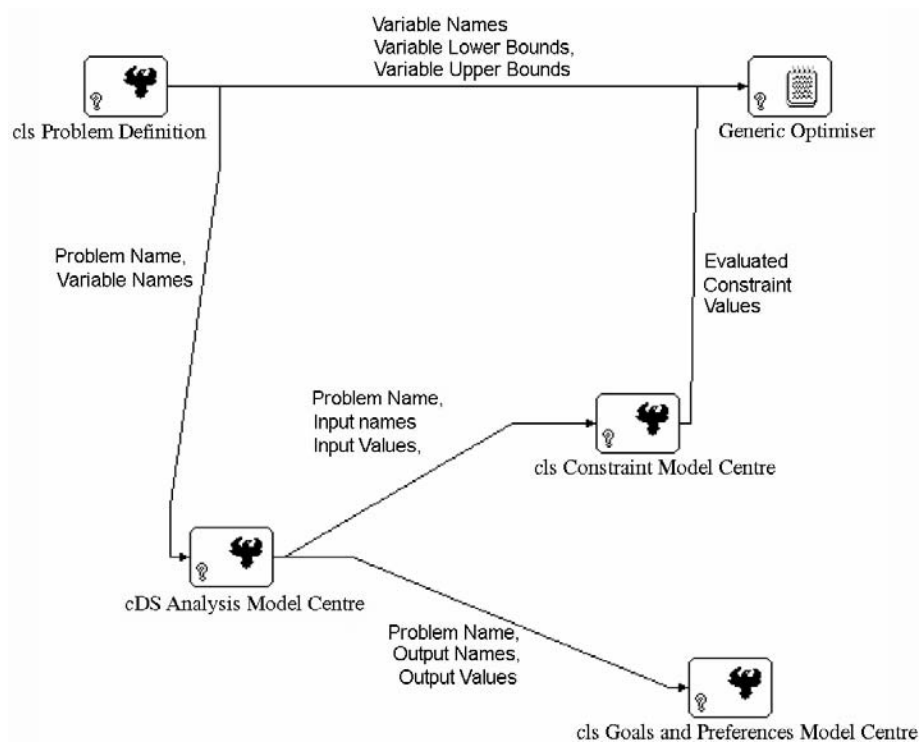 Variable Names
Variable Lower Bounds,
Variable Upper Bounds
cls Problem Definition
Generic Optimiser
Problem Name,
Variable Names
Evaluated
Constraint
Values
Problem Name,
Input names
Input Values,
cls Constraint Model Centre
cDS Analysis Model Centre
Problem Name,
Output Names,
Output Values
cls Goals and Preferences Model Centre